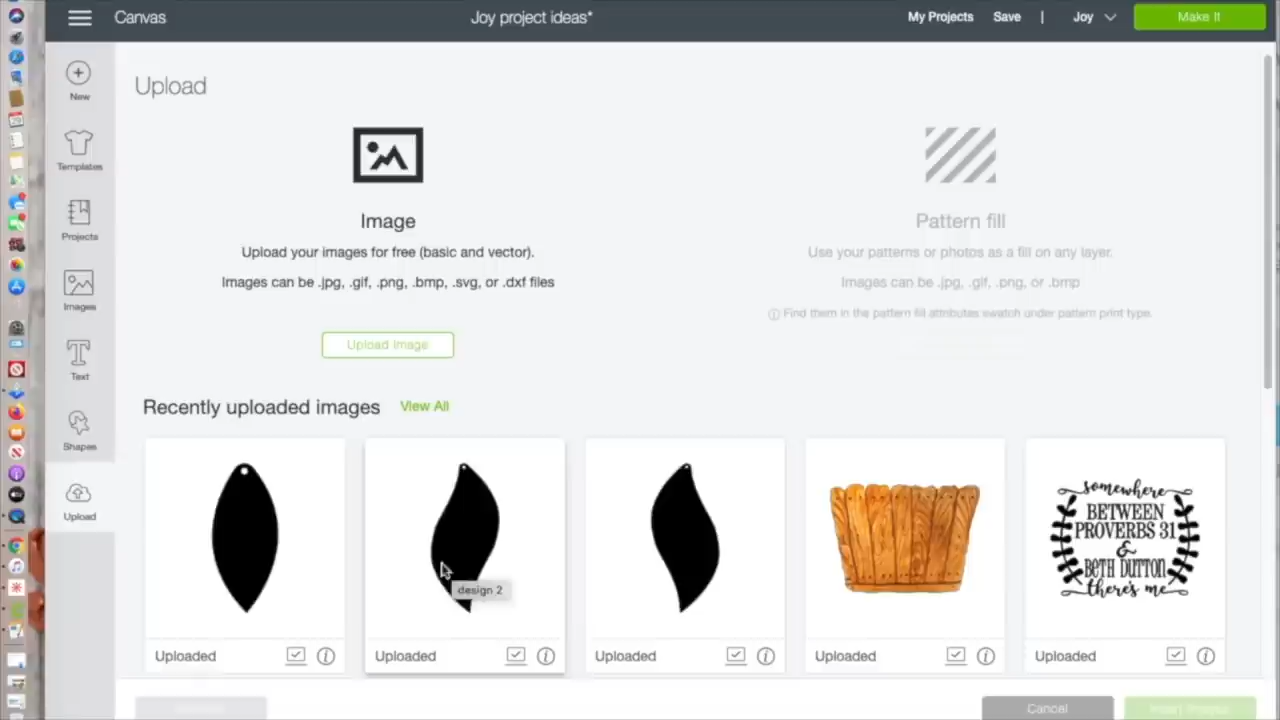 Canvas
Joy project ideas*
My Projects
Save
|
Joy
Make It
New
Templates
Projects
Images
Text
Shapes
Upload
Upload
Image
Upload your images for free (basic and vector).
Images can be .jpg, .gif, .png, .bmp, .svg, or .dxf files
Upload Image
Pattern fill
Use your patterns or photos as a fill on any layer.
Images can be .jpg, .gif, .png, or .bmp
Find them in the pattern fill attributes swatch under pattern print type.
Recently uploaded images
View All
design 2
somewhere
BETWEEN
PROVERBS 31
&
BETH DUTTON
there's me
Uploaded
Uploaded
Uploaded
Uploaded
Uploaded
Cancel